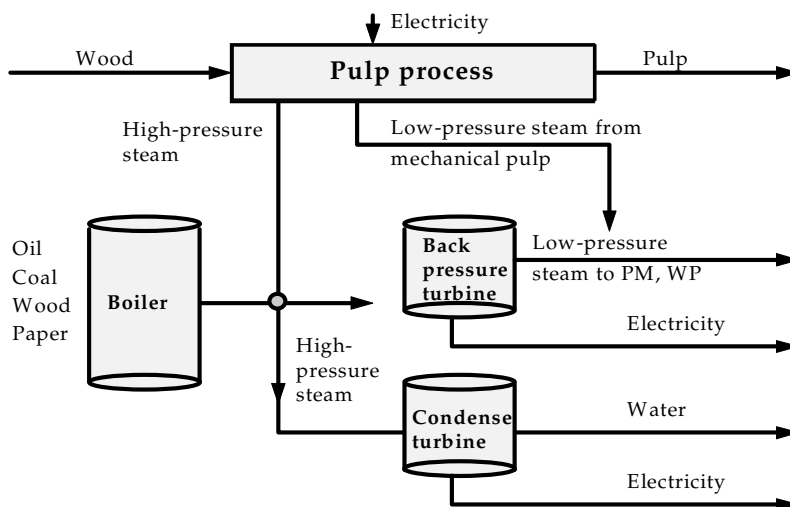 Electricity
Wood
Pulp process
Pulp
High-pressure
steam
Low-pressure steam from
mechanical pulp
Oil
Coal
Wood
Paper
Boiler
Back
pressure
turbine
Low-pressure
steam to PM, WP
Electricity
High-
pressure
steam
Condense
turbine
Water
Electricity